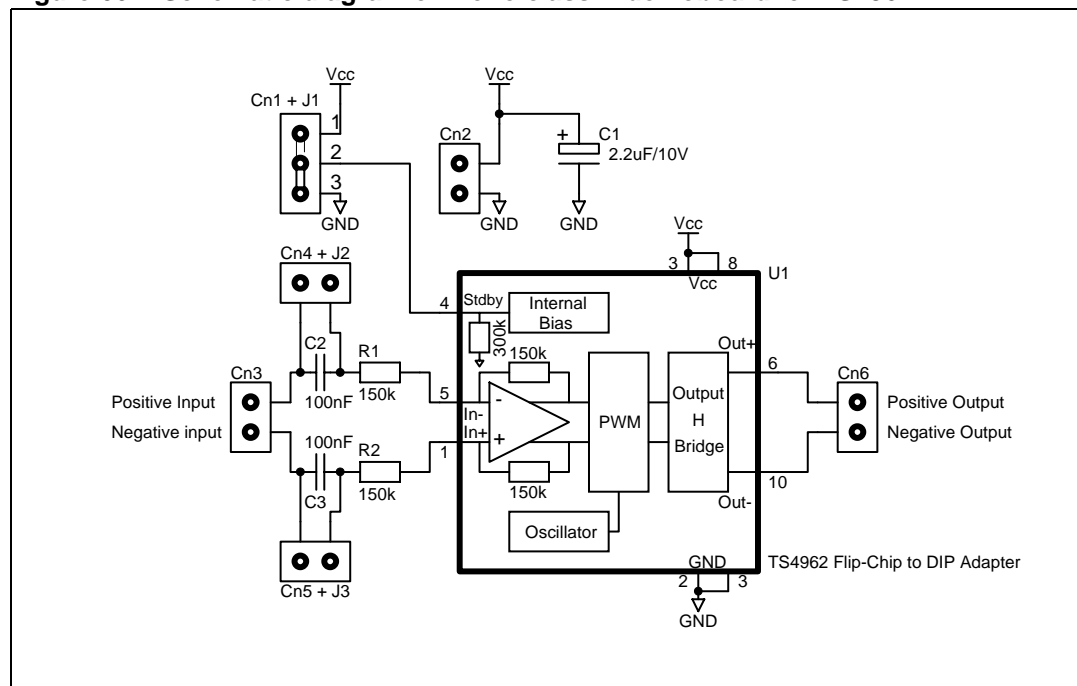 Vcc
Cn1 + J1
1
2
3
GND
Vcc
Cn2
GND
+
C1
2.2uF/10V
GND
Vcc
3
8
Vcc
U1
Cn4 + J2
4
Stdby
Internal
Bias
300k
C2
100nF
R1
150k
150k
Cn3
Positive Input
Negative input
5
In-
In+
1
-
+
PWM
Output
H
Bridge
Out+
6
Cn6
Positive Output
Negative Output
100nF
C3
R2
150k
150k
10
Out-
Oscillator
Cn5 + J3
GND
2
3
TS4962 Flip-Chip to DIP Adapter
GND